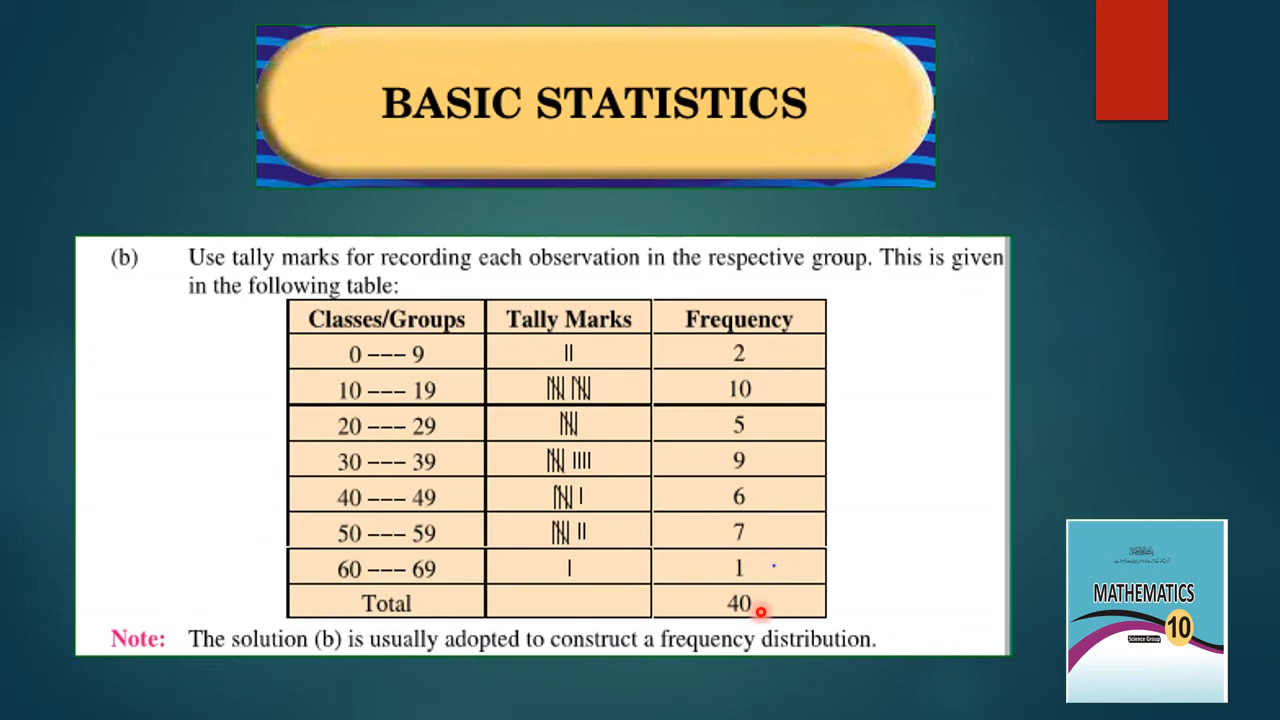 BASIC STATISTICS
(b) Use tally marks for recording each observation in the respective group. This is given
in the following table:
Classes/Groups Tally Marks Frequency
0 --- 9 || 2
10 --- 19 |||| |||| 10
20 --- 29 |||| 5
30 --- 39 |||| |||| 9
40 --- 49 |||| | 6
50 --- 59 |||| || 7
60 --- 69 | 1
Total 40
Note: The solution (b) is usually adopted to construct a frequency distribution.
MATHEMATICS
Science Group 10